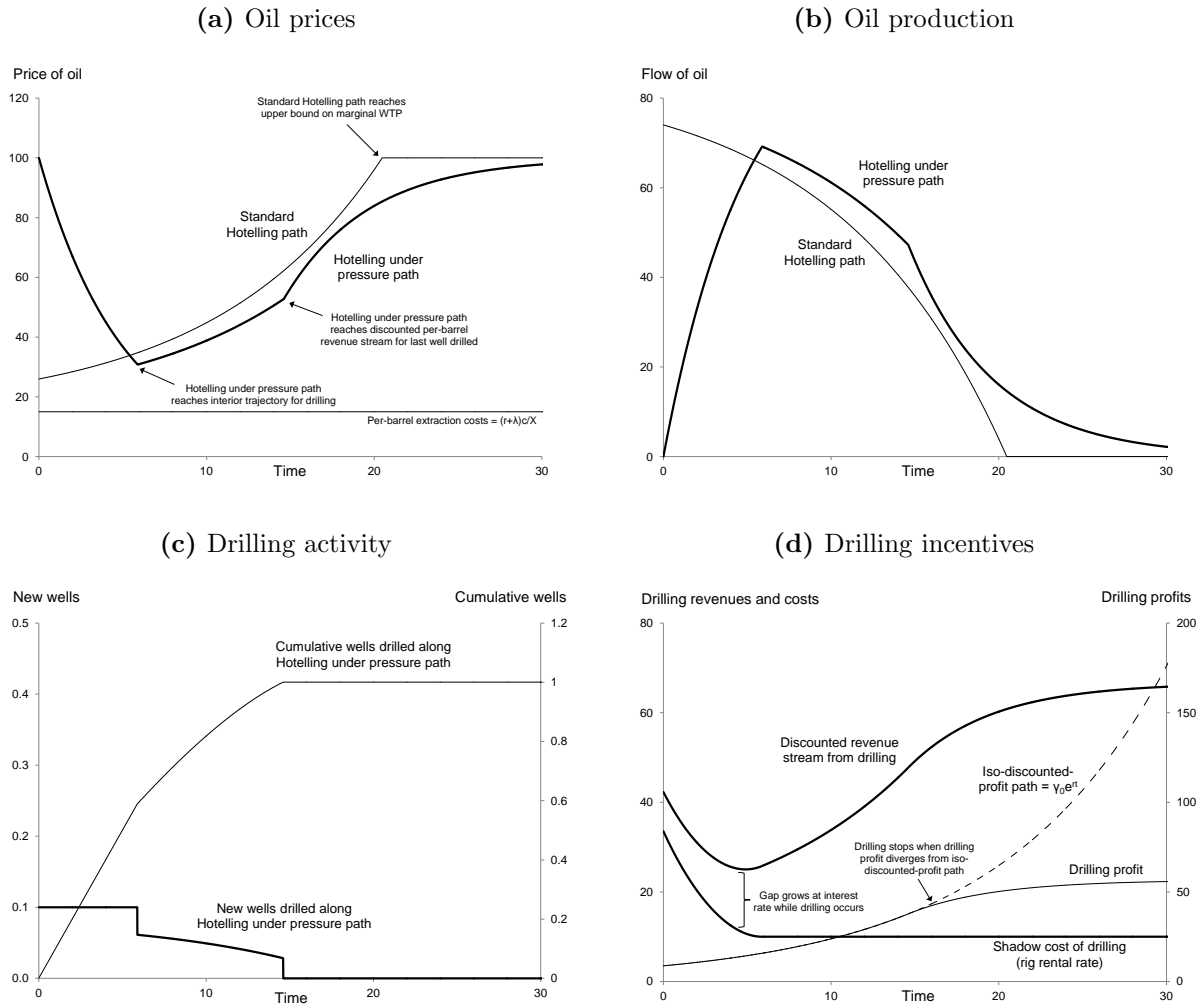 (a) Oil prices
Price of oil
120
100
80
60
40
20
0
Standard Hotelling path reaches
upper bound on marginal WTP
Standard
Hotelling path
Hotelling under
pressure path
Hotelling under pressure path
reaches discounted per-barrel
revenue stream for last well drilled
Hotelling under pressure path
reaches interior trajectory for drilling
Per-barrel extraction costs = (r+λ)c/X
0
10
Time
20
30
(b) Oil production
Flow of oil
80
60
40
20
0
Hotelling under
pressure path
Standard
Hotelling path
0
10
Time
20
30
(c) Drilling activity
New wells
Cumulative wells
0.5
0.4
0.3
0.2
0.1
0.0
1.2
1
0.8
0.6
0.4
0.2
0
Cumulative wells drilled along
Hotelling under pressure path
New wells drilled along
Hotelling under pressure path
0
10
Time
20
30
(d) Drilling incentives
Drilling revenues and costs
Drilling profits
80
60
40
20
0
200
150
100
50
0
Discounted revenue
stream from drilling
Iso-discounted-
profit path = γ₀eʳᵗ
Drilling stops when drilling
profit diverges from iso-
discounted-profit path
Drilling profit
Gap grows at interest
rate while drilling occurs
Shadow cost of drilling
(rig rental rate)
0
10
Time
20
30